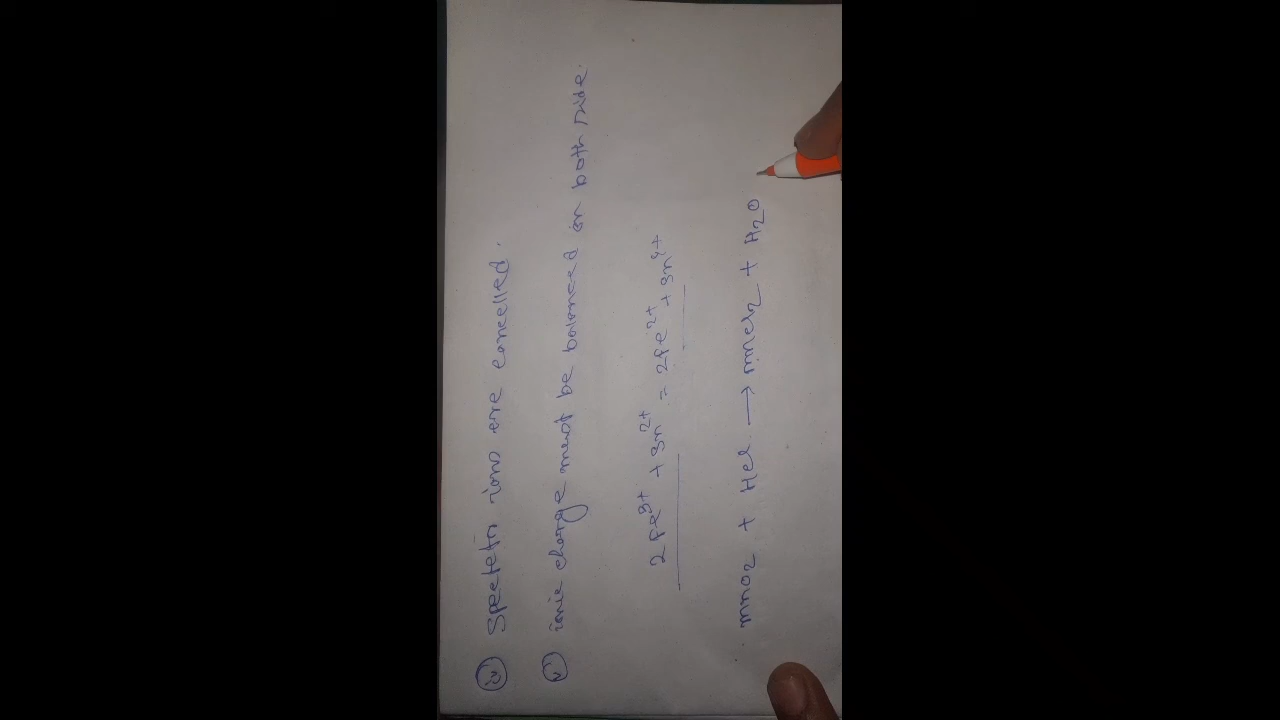 (iv) Spectetr ions are cancelled.
(v) ionic charge must be balanced on both side.
2Fe³⁺ + Sn²⁺ = 2Fe²⁺ + Sn⁴⁺
mnO₂ + HCl → mnCl₂ + H₂O